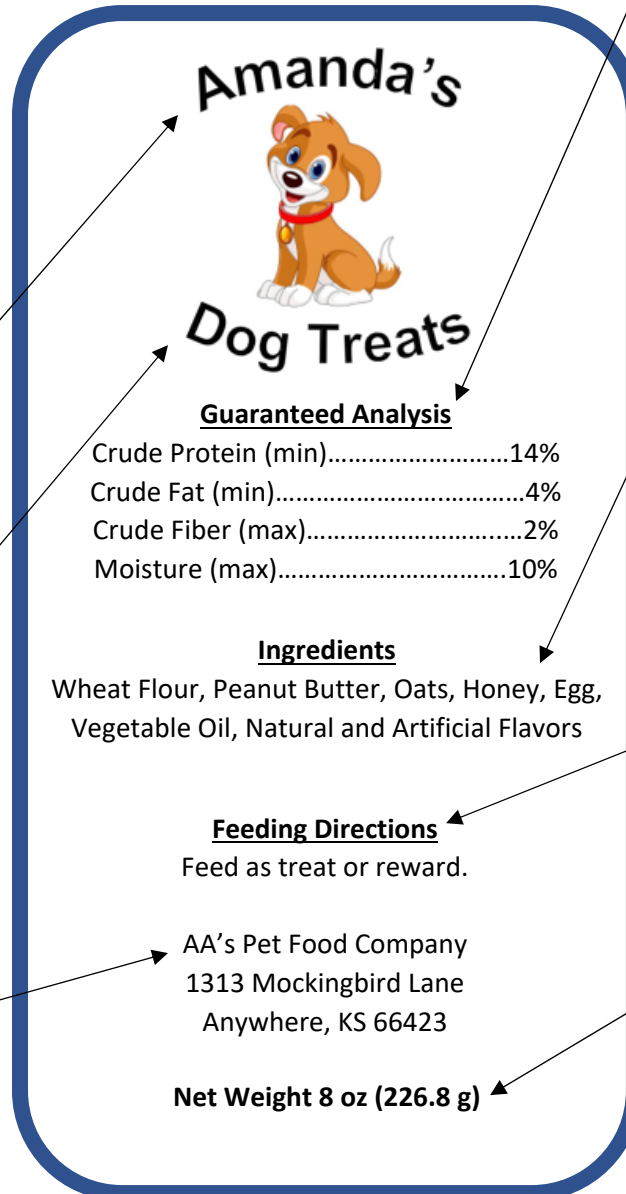 Amanda's
Dog Treats
Guaranteed Analysis
Crude Protein (min)……………………………14%
Crude Fat (min)……………………….……………4%
Crude Fiber (max)……………………………..…2%
Moisture (max)…………………………………….10%
Ingredients
Wheat Flour, Peanut Butter, Oats, Honey, Egg,
Vegetable Oil, Natural and Artificial Flavors
Feeding Directions
Feed as treat or reward.
AA's Pet Food Company
1313 Mockingbird Lane
Anywhere, KS 66423
Net Weight 8 oz (226.8 g)